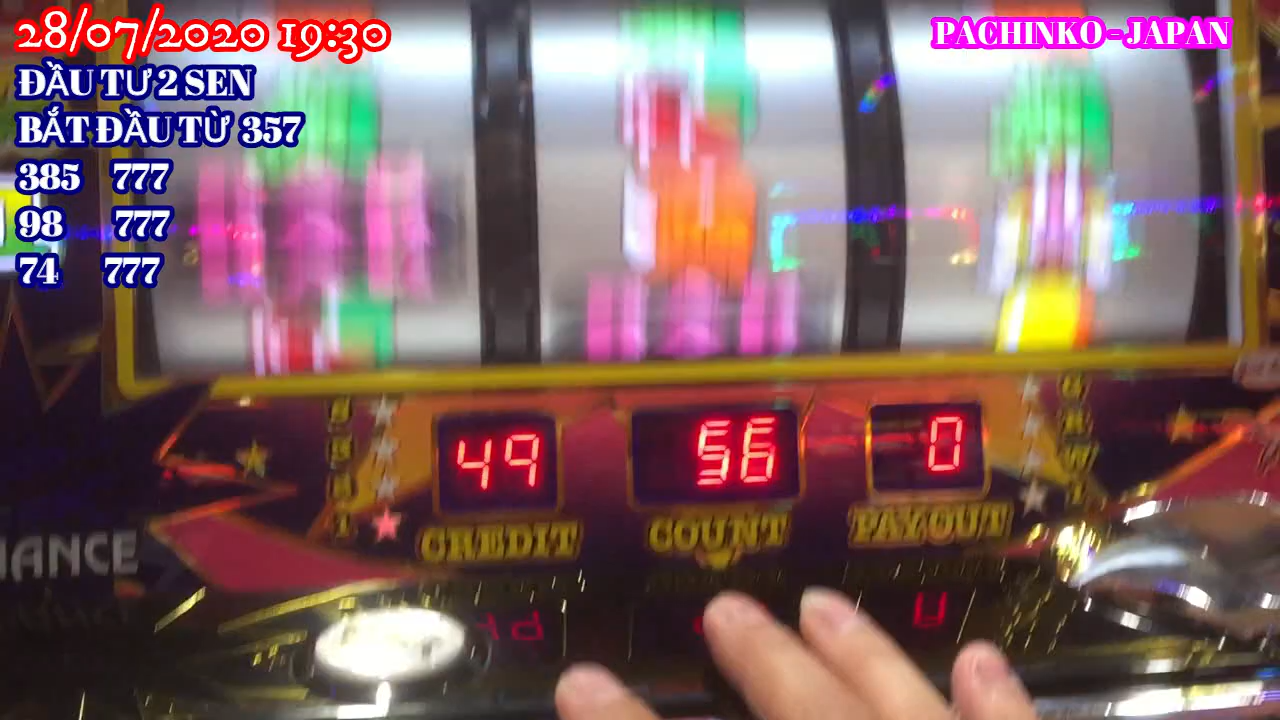 28/07/2020 19:30
PACHINKO - JAPAN
ĐẦU TƯ 2 SEN
BẮT ĐẦU TỪ 357
385 777
98 777
74 777
49 56 0
CREDIT COUNT PAYOUT